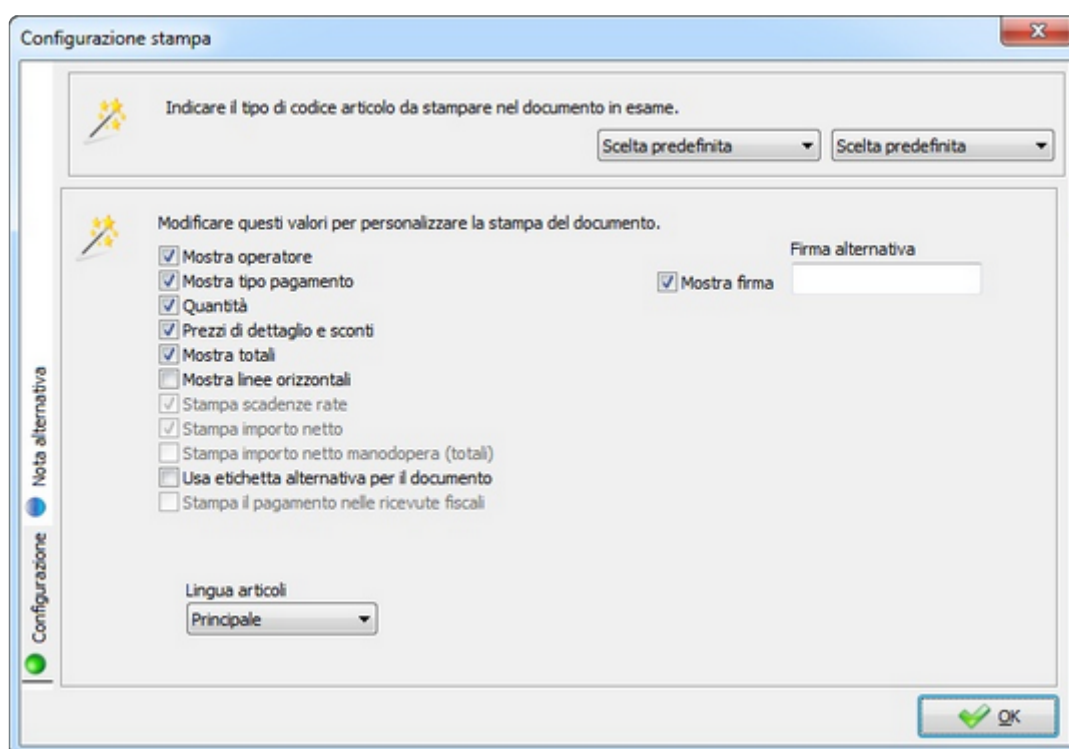 Configurazione stampa
Indicare il tipo di codice articolo da stampare nel documento in esame.
Scelta predefinita
Scelta predefinita
Modificare questi valori per personalizzare la stampa del documento.
Mostra operatore
Firma alternativa
Mostra tipo pagamento
Mostra firma
Quantità
Prezzi di dettaglio e sconti
Mostra totali
Mostra linee orizzontali
Stampa scadenze rate
Stampa importo netto
Stampa importo netto manodopera (totali)
Usa etichetta alternativa per il documento
Stampa il pagamento nelle ricevute fiscali
Lingua articoli
Principale
Nota alternativa
Configurazione
OK